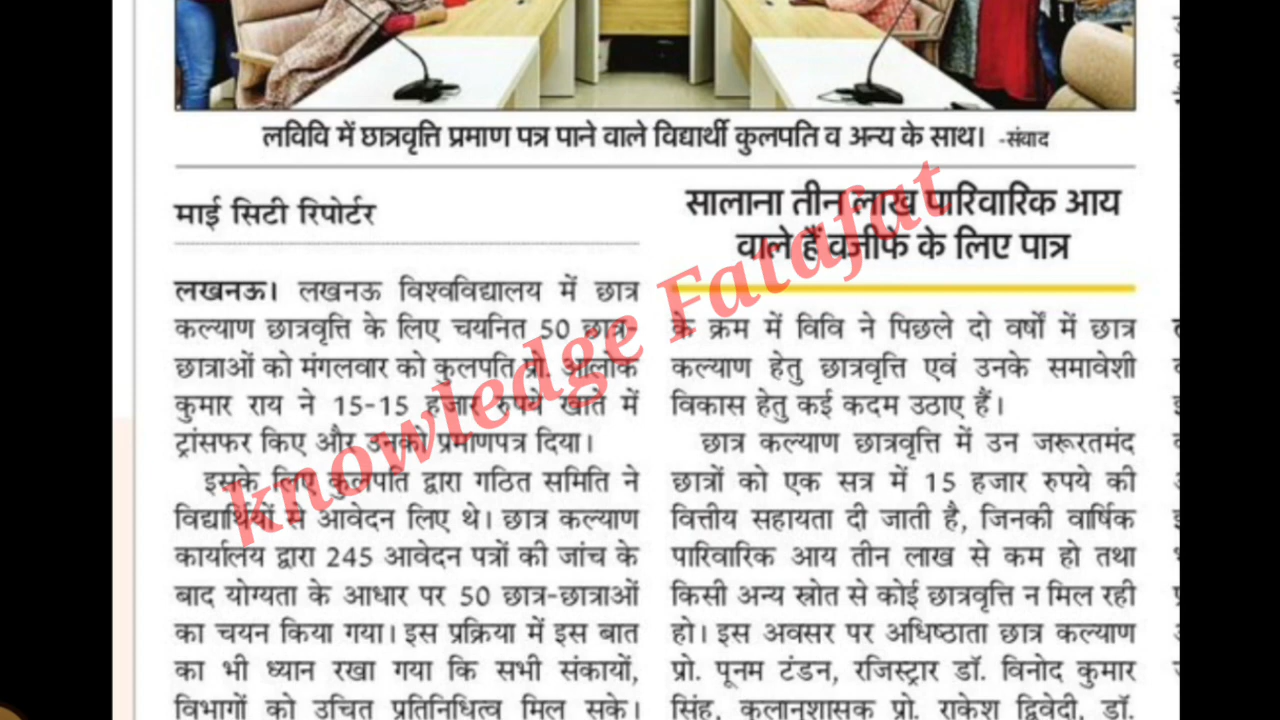 लविवि में छात्रवृत्ति प्रमाण पत्र पाने वाले विद्यार्थी कुलपति व अन्य के साथ। -संवाद
माई सिटी रिपोर्टर
लखनऊ। लखनऊ विश्वविद्यालय में छात्र
कल्याण छात्रवृत्ति के लिए चयनित 50 छात्र-
छात्राओं को मंगलवार को कुलपति प्रो. आलोक
कुमार राय ने 15-15 हजार रुपये खाते में
ट्रांसफर किए और उनको प्रमाणपत्र दिया।
इसके लिए कुलपति द्वारा गठित समिति ने
विद्यार्थियों से आवेदन लिए थे। छात्र कल्याण
कार्यालय द्वारा 245 आवेदन पत्रों की जांच के
बाद योग्यता के आधार पर 50 छात्र-छात्राओं
का चयन किया गया। इस प्रक्रिया में इस बात
का भी ध्यान रखा गया कि सभी संकायों,
विभागों को उचित प्रतिनिधित्व मिल सके।
सालाना तीन लाख पारिवारिक आय
वाले हैं वजीफे के लिए पात्र
के क्रम में विवि ने पिछले दो वर्षों में छात्र
कल्याण हेतु छात्रवृत्ति एवं उनके समावेशी
विकास हेतु कई कदम उठाए हैं।
छात्र कल्याण छात्रवृत्ति में उन जरूरतमंद
छात्रों को एक सत्र में 15 हजार रुपये की
वित्तीय सहायता दी जाती है, जिनकी वार्षिक
पारिवारिक आय तीन लाख से कम हो तथा
किसी अन्य स्रोत से कोई छात्रवृत्ति न मिल रही
हो। इस अवसर पर अधिष्ठाता छात्र कल्याण
प्रो. पूनम टंडन, रजिस्ट्रार डॉ. विनोद कुमार
सिंह, कुलानुशासक प्रो. राकेश द्विवेदी, डॉ.
knowledge Fatafat